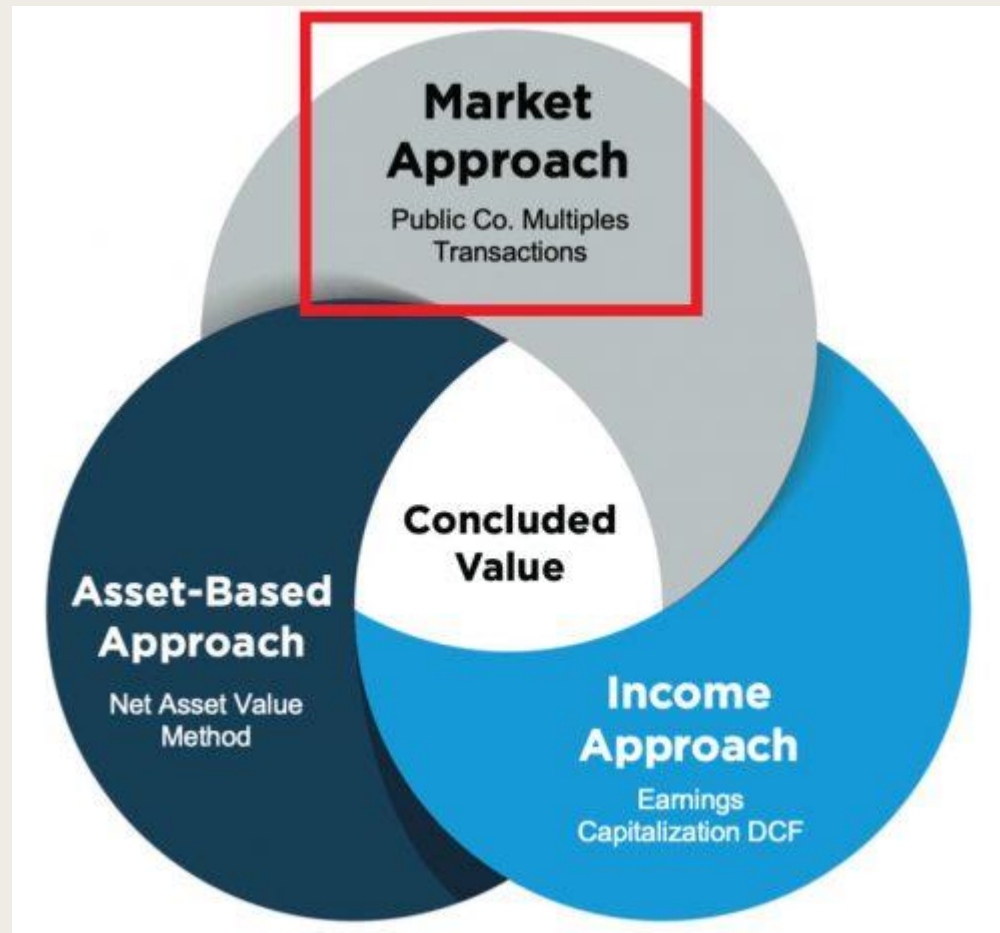 Market
Approach
Public Co. Multiples
Transactions
Concluded
Value
Asset-Based
Approach
Net Asset Value
Method
Income
Approach
Earnings
Capitalization DCF